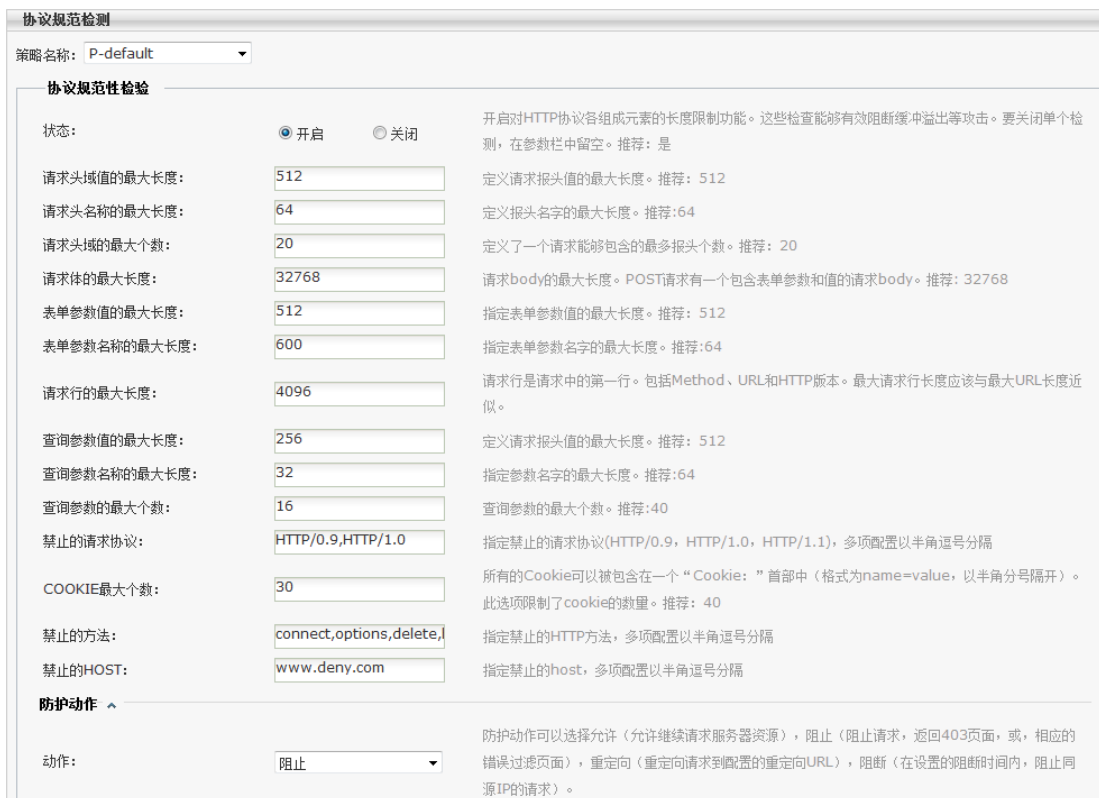 协议规范检测
策略名称: P-default
协议规范性检验
状态: 开启 关闭 开启对HTTP协议各组成元素的长度限制功能。这些检查能够有效阻断缓冲溢出等攻击。要关闭单个检
测，在参数栏中留空。推荐：是
请求头域值的最大长度: 512 定义请求报头值的最大长度。推荐：512
请求头名称的最大长度: 64 定义报头名字的最大长度。推荐:64
请求头域的最大个数: 20 定义了一个请求能够包含的最多报头个数。推荐：20
请求体的最大长度: 32768 请求body的最大长度。POST请求有一个包含表单参数和值的请求body。推荐: 32768
表单参数值的最大长度: 512 指定表单参数值的最大长度。推荐：512
表单参数名称的最大长度: 600 指定表单参数名字的最大长度。推荐:64
请求行的最大长度: 4096 请求行是请求中的第一行。包括Method、URL和HTTP版本。最大请求行长度应该与最大URL长度近
似。
查询参数值的最大长度: 256 定义请求报头值的最大长度。推荐：512
查询参数名称的最大长度: 32 指定参数名字的最大长度。推荐:64
查询参数的最大个数: 16 查询参数的最大个数。推荐:40
禁止的请求协议: HTTP/0.9,HTTP/1.0 指定禁止的请求协议(HTTP/0.9，HTTP/1.0，HTTP/1.1)，多项配置以半角逗号分隔
COOKIE最大个数: 30 所有的Cookie可以被包含在一个“Cookie：”首部中（格式为name=value，以半角分号隔开）。
此选项限制了cookie的数量。推荐：40
禁止的方法: connect,options,delete, 指定禁止的HTTP方法，多项配置以半角逗号分隔
禁止的HOST: www.deny.com 指定禁止的host，多项配置以半角逗号分隔
防护动作
动作: 阻止 防护动作可以选择允许（允许继续请求服务器资源），阻止（阻止请求，返回403页面，或，相应的
错误过滤页面），重定向（重定向请求到配置的重定向URL），阻断（在设置的阻断时间内，阻止同
源IP的请求）。